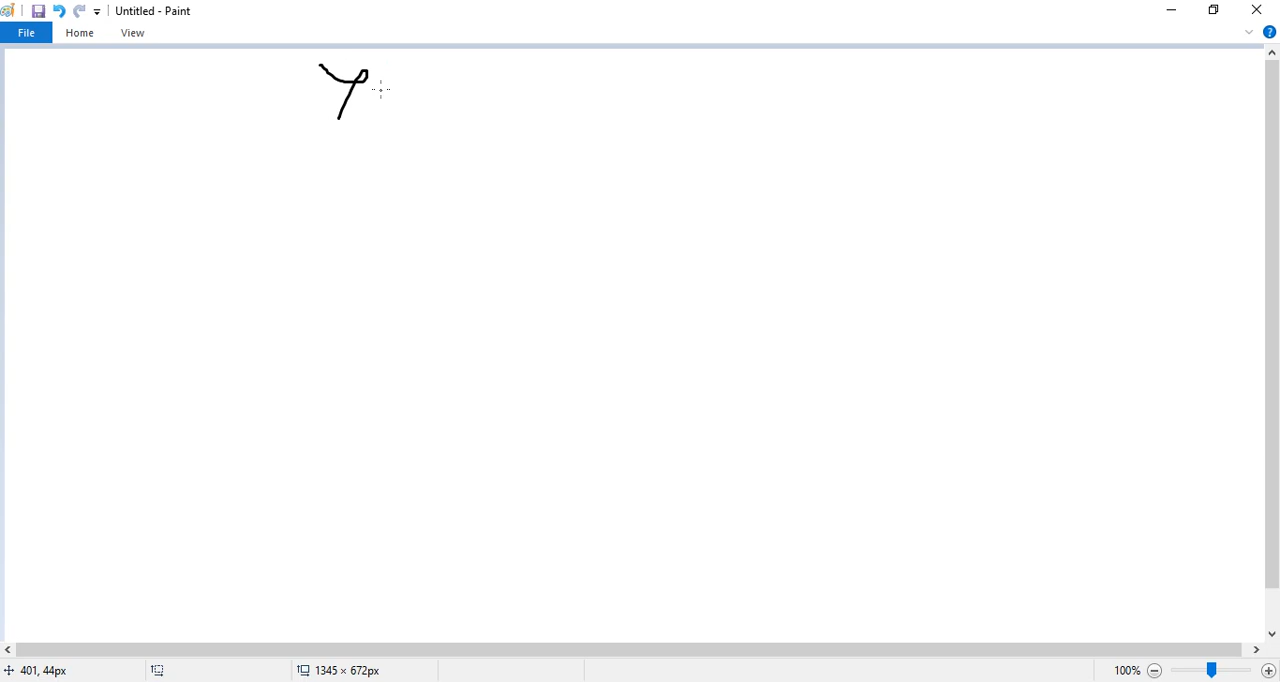 Untitled - Paint
File Home View
y
401, 44px 1345 × 672px 100%